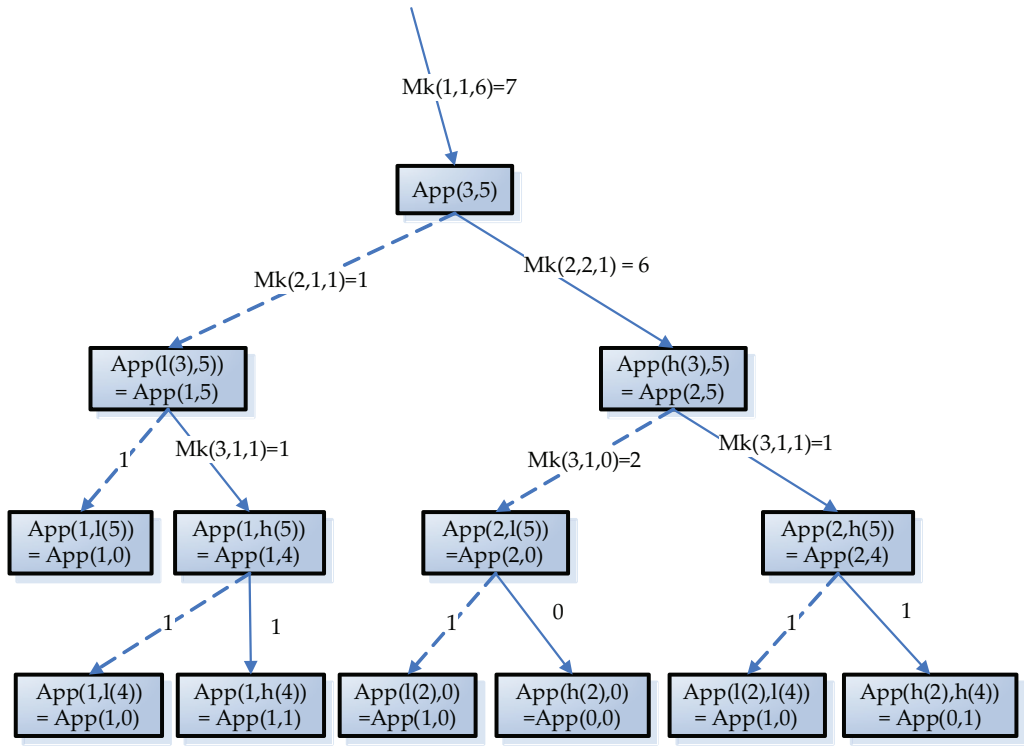 Mk(1,1,6)=7
App(3,5)
Mk(2,1,1)=1
Mk(2,2,1) = 6
App(l(3),5))
= App(1,5)
App(h(3),5)
= App(2,5)
1
Mk(3,1,1)=1
Mk(3,1,0)=2
Mk(3,1,1)=1
App(1,l(5))
= App(1,0)
App(1,h(5))
= App(1,4)
App(2,l(5))
=App(2,0)
App(2,h(5))
= App(2,4)
1
1
1
0
1
1
App(1,l(4))
= App(1,0)
App(1,h(4))
= App(1,1)
App(l(2),0)
=App(1,0)
App(h(2),0)
=App(0,0)
App(l(2),l(4))
= App(1,0)
App(h(2),h(4))
= App(0,1)